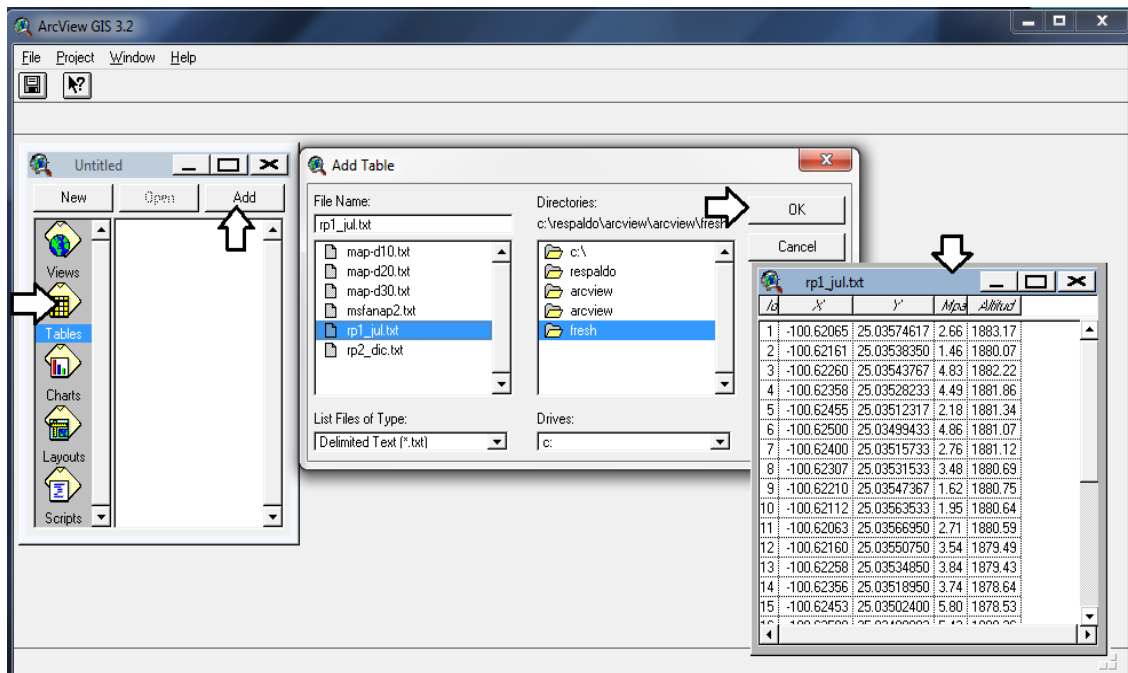 ArcView GIS 3.2
File Project Window Help
Untitled
New Open Add
Views
Tables
Charts
Layouts
Scripts
Add Table
File Name:
rp1_jul.txt
map-d10.txt
map-d20.txt
map-d30.txt
msfanap2.txt
rp1_jul.txt
rp2_dic.txt
List Files of Type:
Delimited Text (*.txt)
Directories:
c:\respaldo\arcview\arcview\fresh
c:\
respaldo
arcview
arcview
fresh
Drives:
c:
OK
Cancel
rp1_jul.txt
Id X Y Mpa Altitud
1 -100.62065 25.03574617 2.66 1883.17
2 -100.62161 25.03538350 1.46 1880.07
3 -100.62260 25.03543767 4.83 1882.22
4 -100.62358 25.03528233 4.49 1881.86
5 -100.62455 25.03512317 2.18 1881.34
6 -100.62500 25.03499433 4.86 1881.07
7 -100.62400 25.03515733 2.76 1881.12
8 -100.62307 25.03531533 3.48 1880.69
9 -100.62210 25.03547367 1.62 1880.75
10 -100.62112 25.03563533 1.95 1880.64
11 -100.62063 25.03566950 2.71 1880.59
12 -100.62160 25.03550750 3.54 1879.49
13 -100.62258 25.03534850 3.84 1879.43
14 -100.62356 25.03518950 3.74 1878.64
15 -100.62453 25.03502400 5.80 1878.53